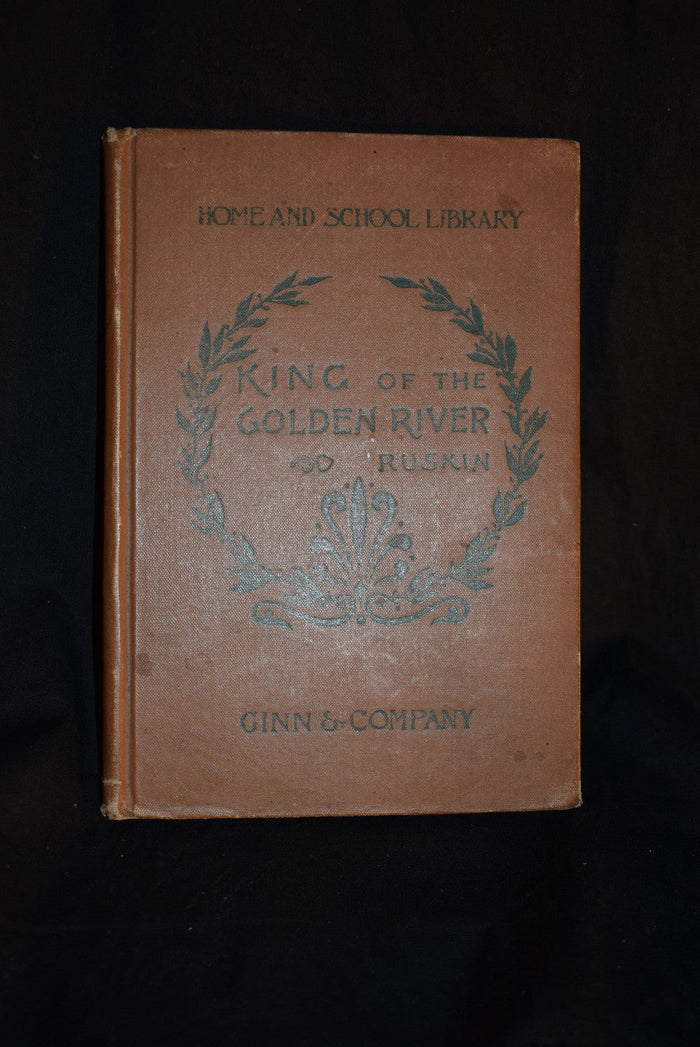 HOME AND SCHOOL LIBRARY
KING OF THE
GOLDEN RIVER
RUSKIN
GINN & COMPANY